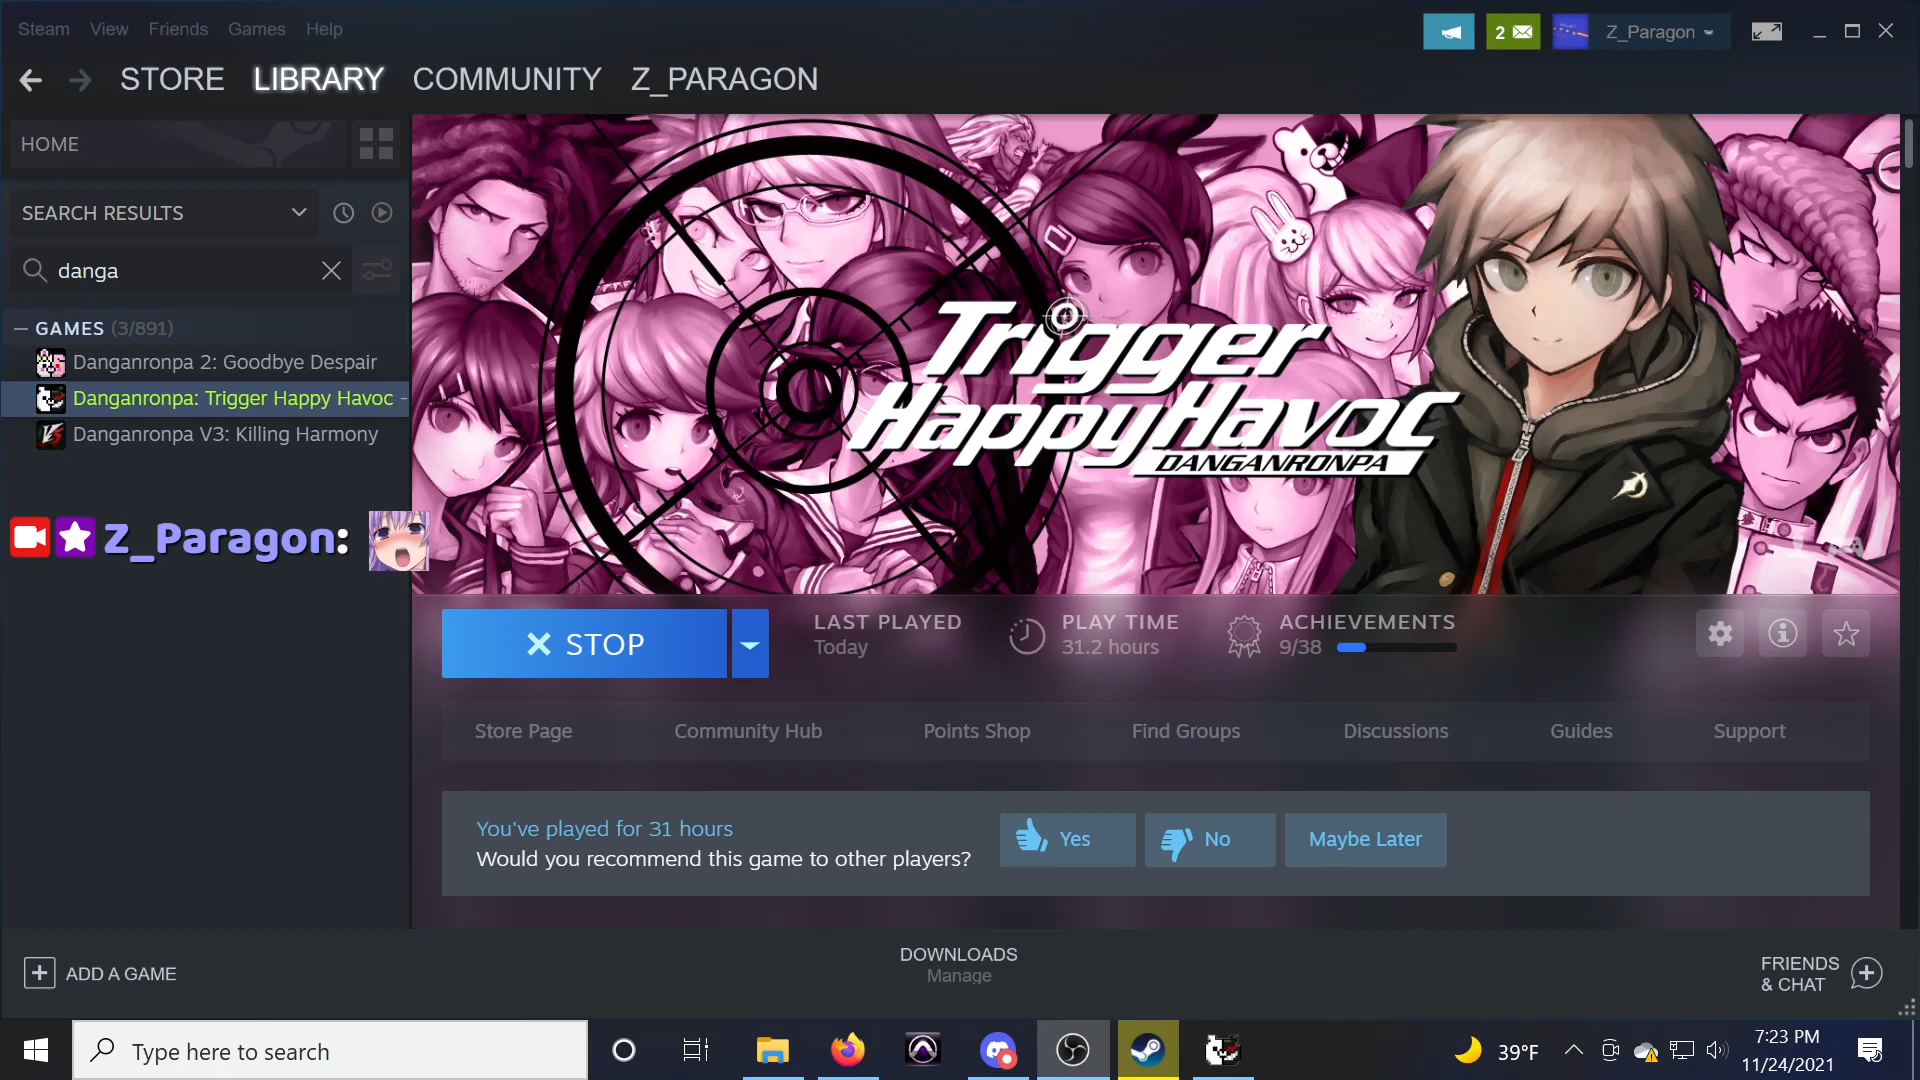 Steam View Friends Games Help
2 Z_Paragon
STORE LIBRARY COMMUNITY Z_PARAGON
HOME
SEARCH RESULTS
danga
GAMES (3/891)
Danganronpa 2: Goodbye Despair
Danganronpa: Trigger Happy Havoc -
Danganronpa V3: Killing Harmony
Z_Paragon:
Trigger
Happy Havoc
DANGANRONPA
STOP
LAST PLAYED
Today
PLAY TIME
31.2 hours
ACHIEVEMENTS
9/38
Store Page Community Hub Points Shop Find Groups Discussions Guides Support
You've played for 31 hours
Would you recommend this game to other players?
Yes No Maybe Later
ADD A GAME
DOWNLOADS
Manage
FRIENDS
& CHAT
Type here to search
39°F
7:23 PM
11/24/2021